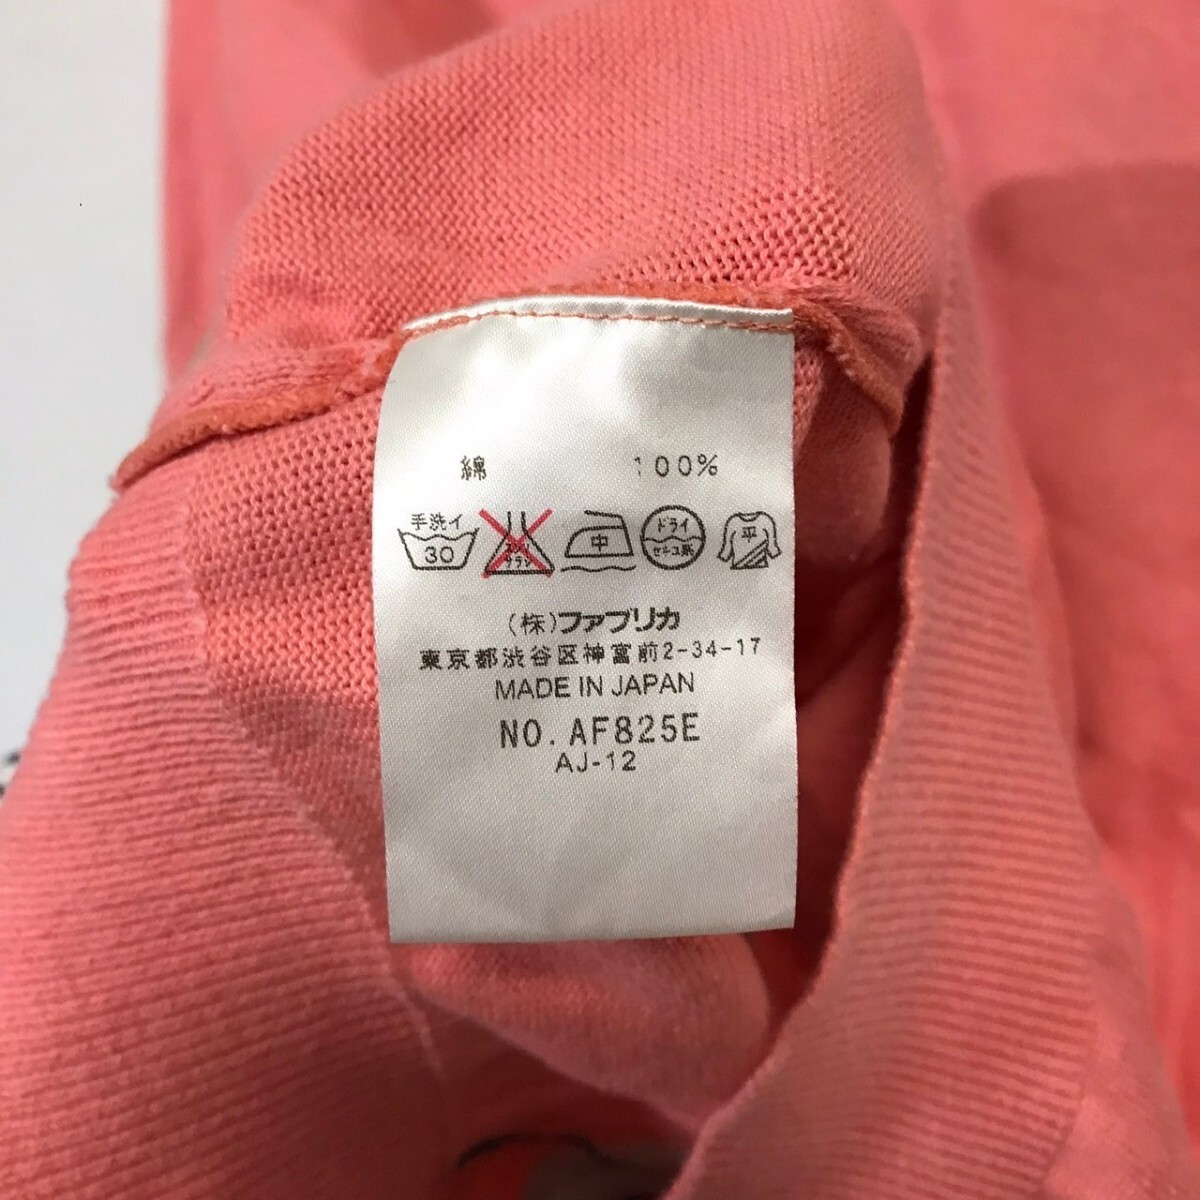 綿 100%
手洗イ 30 エンソ サラシ 中 ドライ セキユ系 平
(株)ファブリカ
東京都渋谷区神宮前2-34-17
MADE IN JAPAN
NO. AF825E
AJ-12